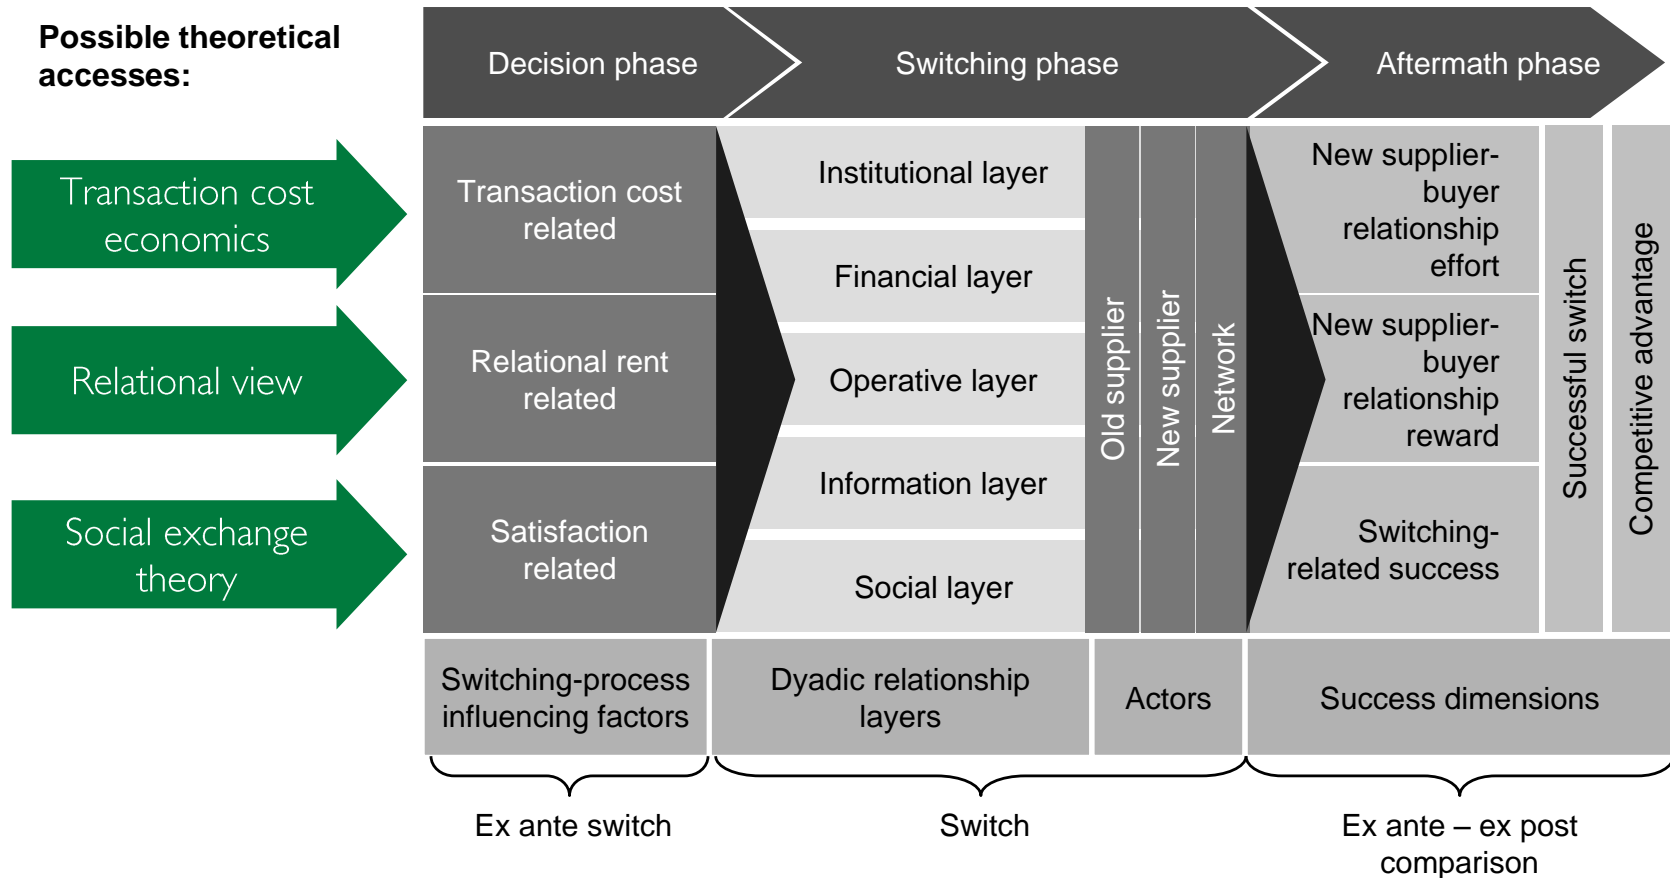 Possible theoretical
accesses:
Decision phase
Switching phase
Aftermath phase
Transaction cost
economics
Relational view
Social exchange
theory
Transaction cost
related
Relational rent
related
Satisfaction
related
Institutional layer
Financial layer
Operative layer
Information layer
Social layer
Old supplier
New supplier
Network
New supplier-
buyer
relationship
effort
New supplier-
buyer
relationship
reward
Switching-
related success
Successful switch
Competitive advantage
Switching-process
influencing factors
Dyadic relationship
layers
Actors
Success dimensions
Ex ante switch
Switch
Ex ante – ex post
comparison